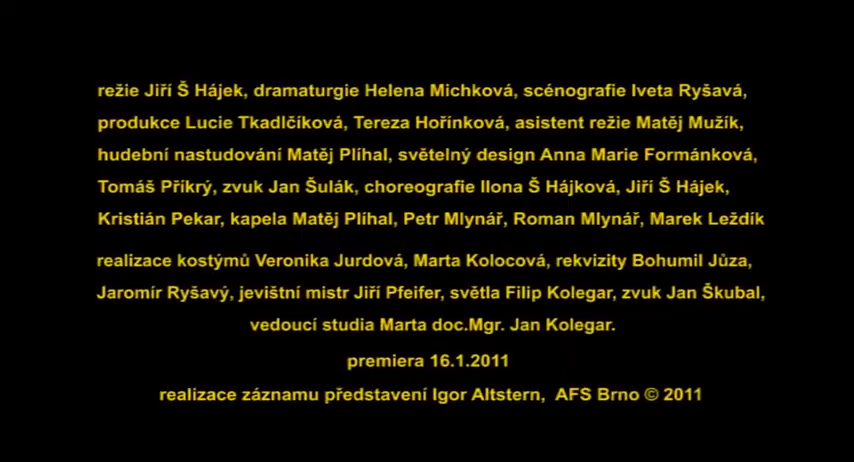 režie Jiří Š Hájek, dramaturgie Helena Michková, scénografie Iveta Ryšavá,
produkce Lucie Tkadlčíková, Tereza Hořínková, asistent režie Matěj Mužík,
hudební nastudování Matěj Plíhal, světelný design Anna Marie Formánková,
Tomáš Příkrý, zvuk Jan Šulák, choreografie Ilona Š Hájková, Jiří Š Hájek,
Kristián Pekar, kapela Matěj Plíhal, Petr Mlynář, Roman Mlynář, Marek Leždík
realizace kostýmů Veronika Jurdová, Marta Kolocová, rekvizity Bohumil Jůza,
Jaromír Ryšavý, jevištní mistr Jiří Pfeifer, světla Filip Kolegar, zvuk Jan Škubal,
vedoucí studia Marta doc.Mgr. Jan Kolegar.
premiera 16.1.2011
realizace záznamu představení Igor Altstern, AFS Brno © 2011